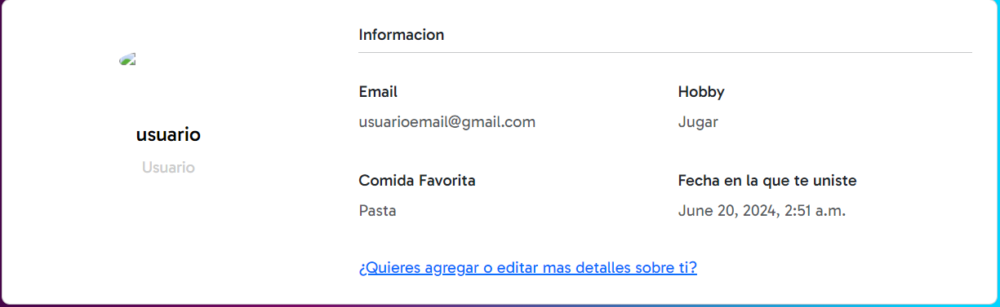 usuario
Usuario
Informacion
Email
usuarioemail@gmail.com
Hobby
Jugar
Comida Favorita
Pasta
Fecha en la que te uniste
June 20, 2024, 2:51 a.m.
¿Quieres agregar o editar mas detalles sobre ti?